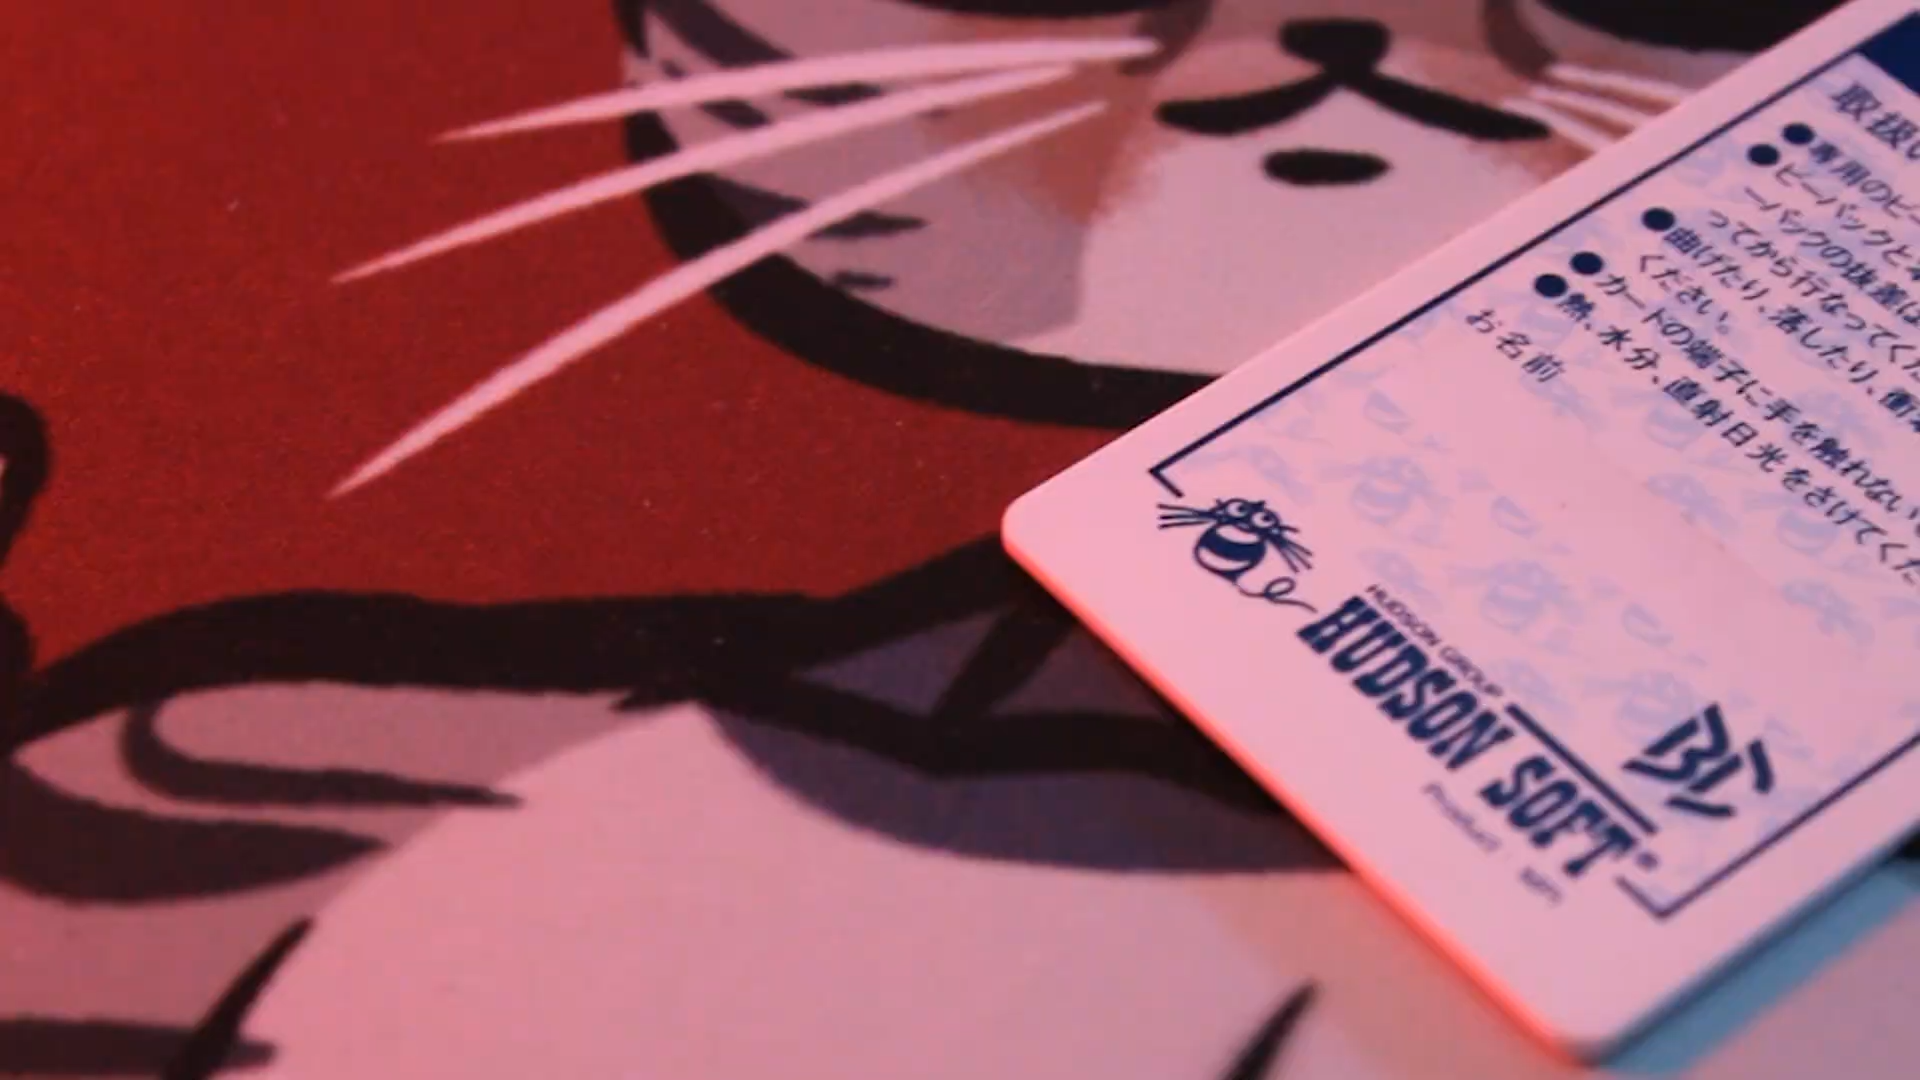 取扱い
●専用のビー
●ビーパックと本
ーパックの抜差は
ってから行なってくだ
●曲げたり、落したり、衝
ください。
●カードの端子に手を触れない
●熱、水分、直射日光をさけてくだ
お名前
HUDSON GROUP
HUDSON SOFT®